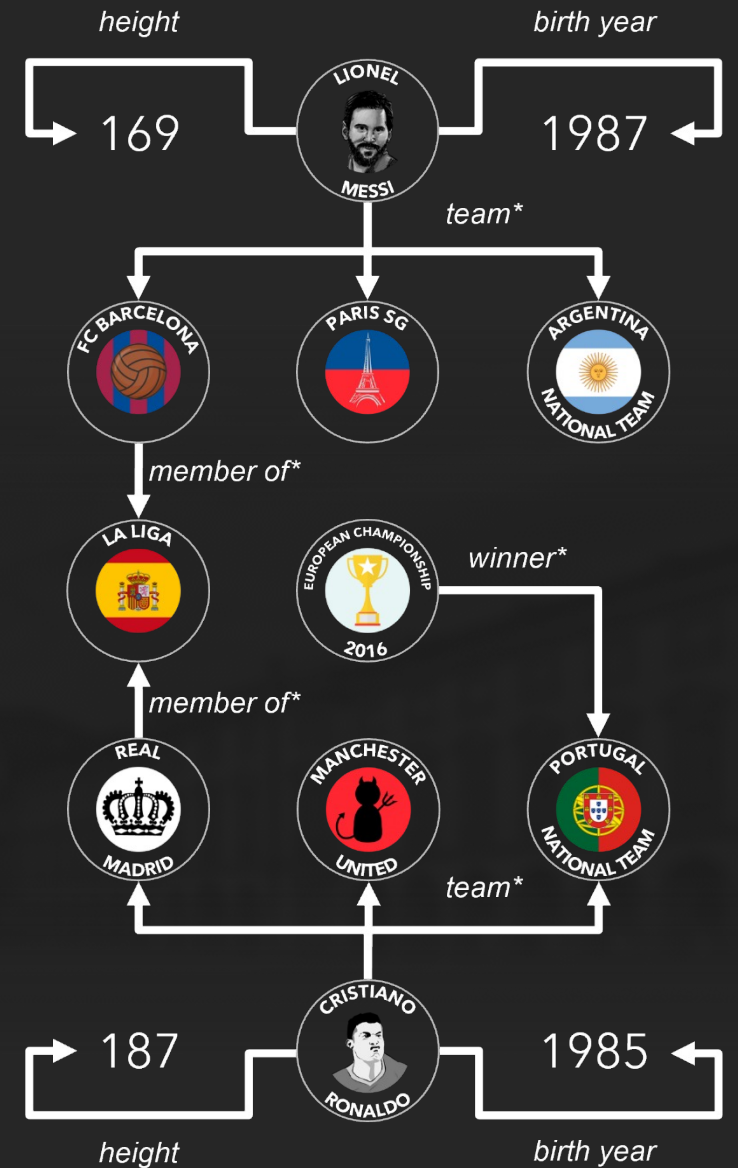 height
birth year
LIONEL
MESSI
169
1987
team*
FC BARCELONA
PARIS SG
ARGENTINA
NATIONAL TEAM
member of*
LA LIGA
EUROPEAN CHAMPIONSHIP
2016
winner*
member of*
REAL
MADRID
MANCHESTER
UNITED
PORTUGAL
NATIONAL TEAM
team*
CRISTIANO
RONALDO
187
1985
height
birth year